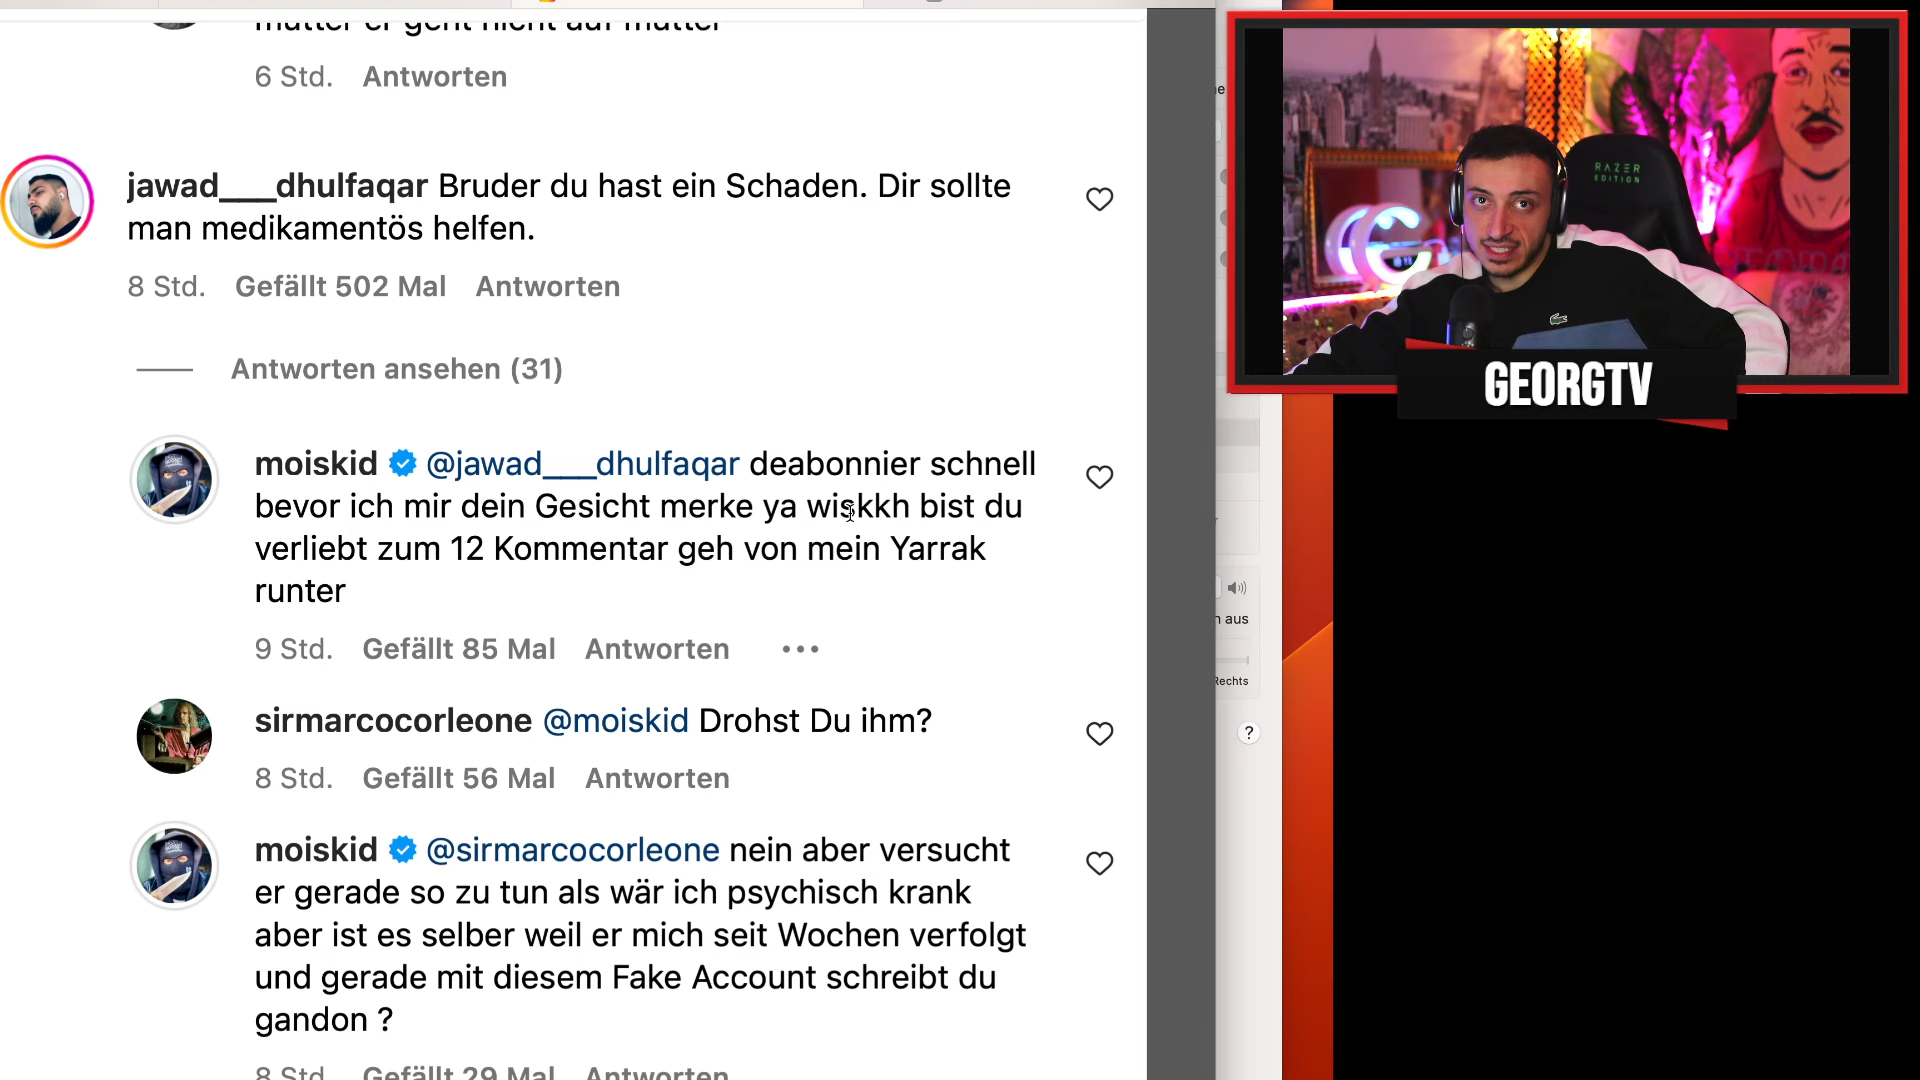 mutter er geht nicht auf mutter
6 Std. Antworten
jawad___dhulfaqar Bruder du hast ein Schaden. Dir sollte
man medikamentös helfen.
8 Std. Gefällt 502 Mal Antworten
Antworten ansehen (31)
moiskid @jawad___dhulfaqar deabonnier schnell
bevor ich mir dein Gesicht merke ya wiskkh bist du
verliebt zum 12 Kommentar geh von mein Yarrak
runter
9 Std. Gefällt 85 Mal Antworten
sirmarcocorleone @moiskid Drohst Du ihm?
8 Std. Gefällt 56 Mal Antworten
moiskid @sirmarcocorleone nein aber versucht
er gerade so zu tun als wär ich psychisch krank
aber ist es selber weil er mich seit Wochen verfolgt
und gerade mit diesem Fake Account schreibt du
gandon ?
8 Std. Gefällt 29 Mal Antworten
RAZER
EDITION
GEORGTV
aus
Rechts
?